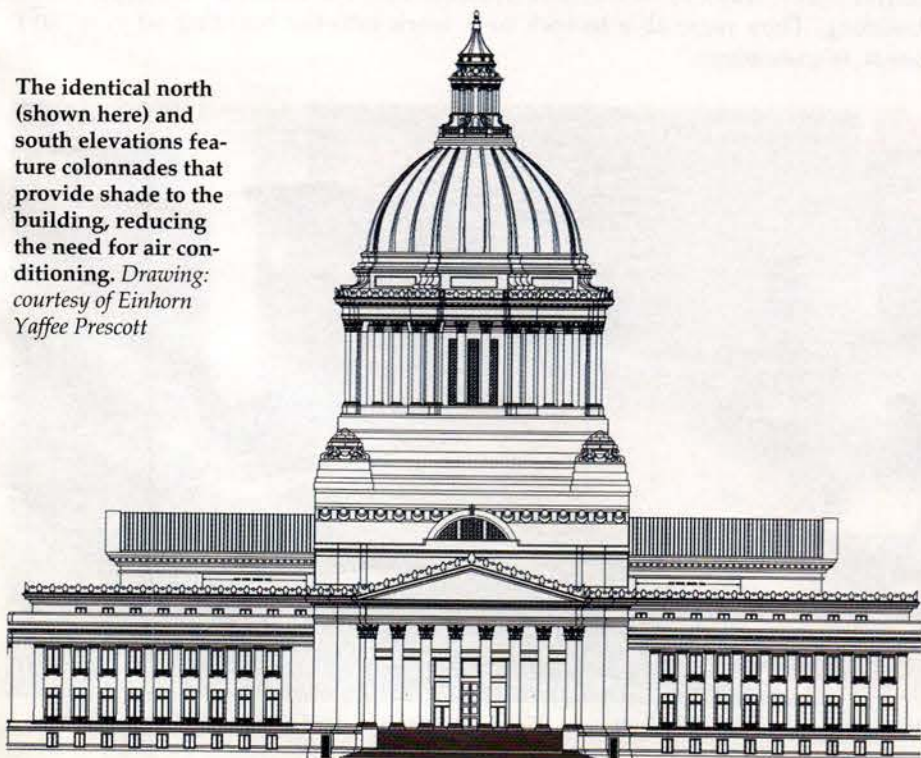 The identical north
(shown here) and
south elevations fea-
ture colonnades that
provide shade to the
building, reducing
the need for air con-
ditioning. Drawing:
courtesy of Einhorn
Yaffee Prescott